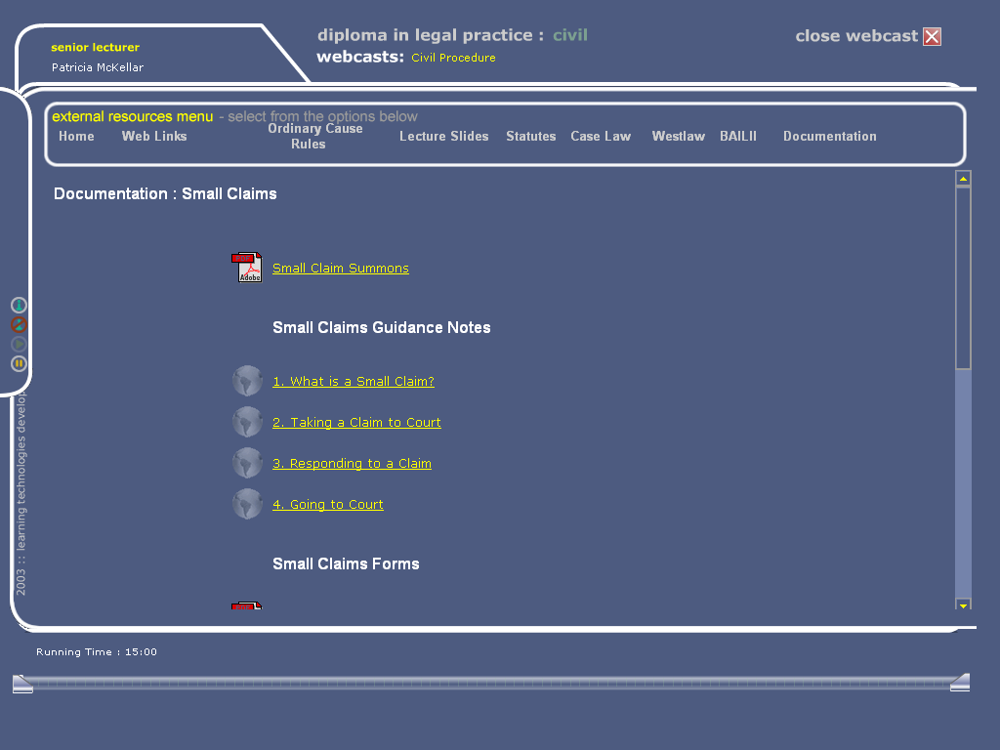 senior lecturer
Patricia McKellar
diploma in legal practice : civil
webcasts: Civil Procedure
close webcast
external resources menu - select from the options below
Home
Web Links
Ordinary Cause
Rules
Lecture Slides
Statutes
Case Law
Westlaw
BAILII
Documentation
Documentation : Small Claims
Adobe
Small Claim Summons
Small Claims Guidance Notes
1. What is a Small Claim?
2. Taking a Claim to Court
3. Responding to a Claim
4. Going to Court
Small Claims Forms
2003 :: learning technologies develop
Running Time : 15:00